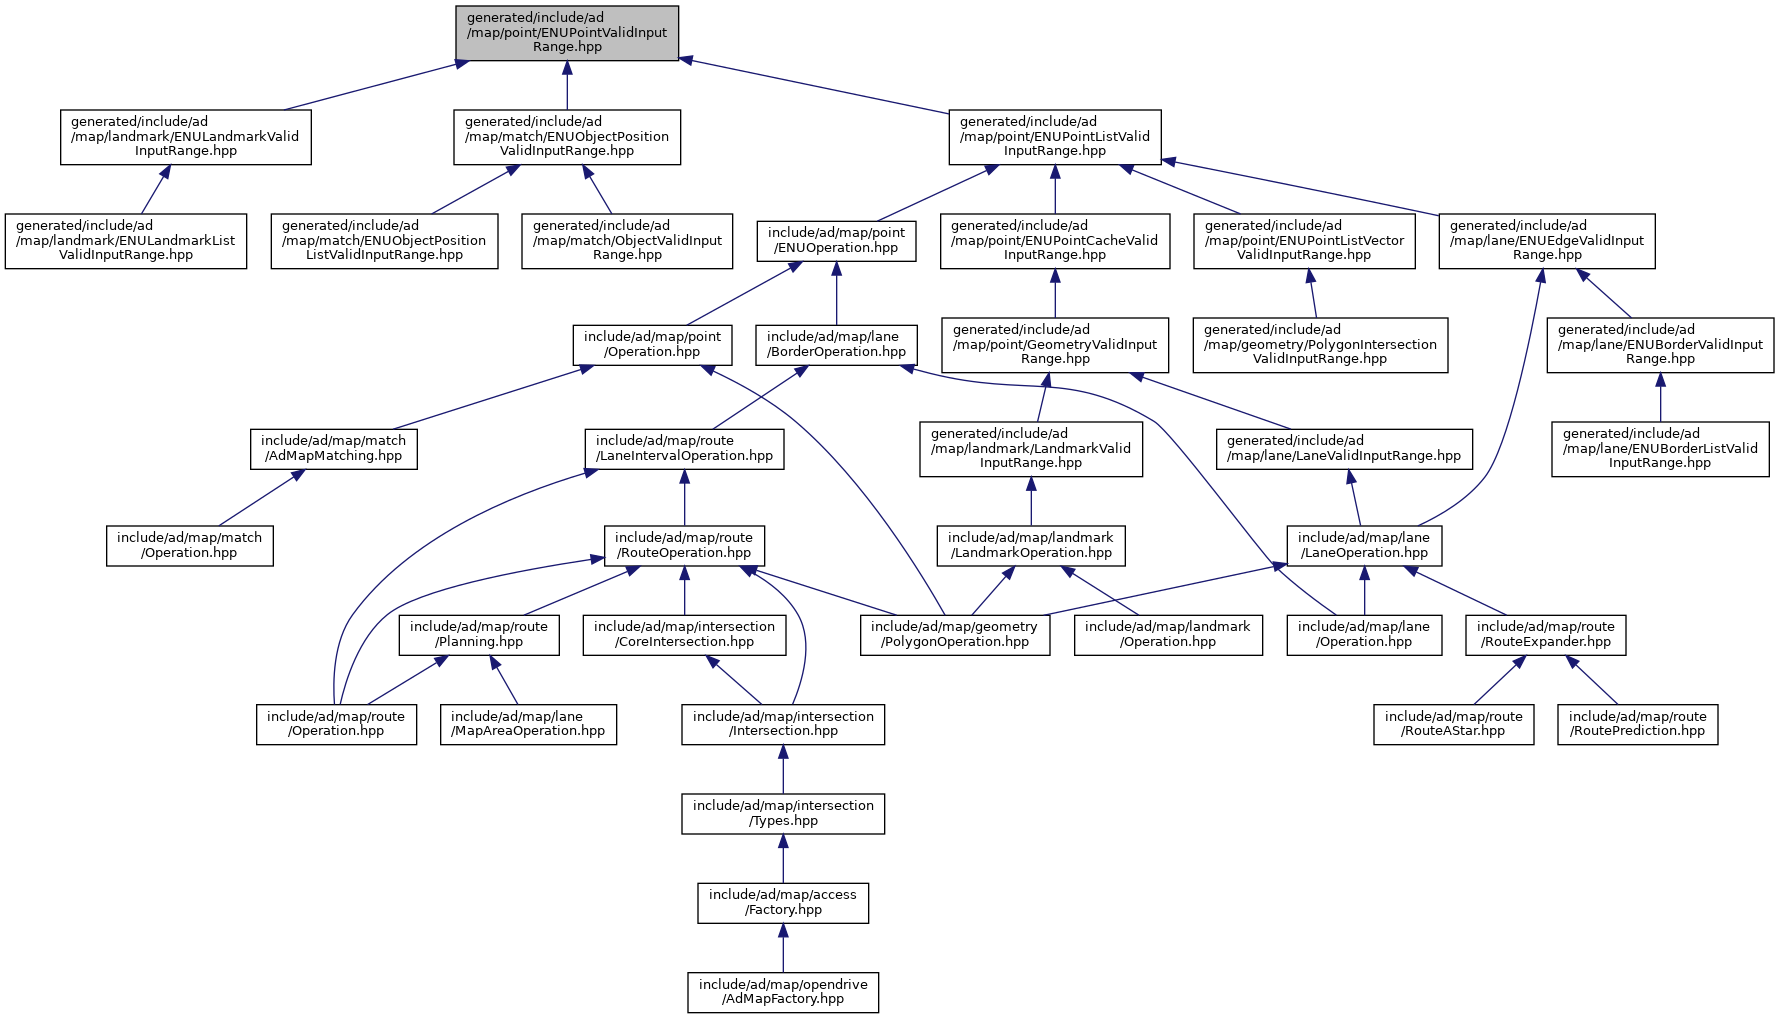 generated/include/ad
/map/point/ENUPointValidInput
Range.hpp
generated/include/ad
/map/landmark/ENULandmarkValid
InputRange.hpp
generated/include/ad
/map/match/ENUObjectPosition
ValidInputRange.hpp
generated/include/ad
/map/point/ENUPointListValid
InputRange.hpp
generated/include/ad
/map/landmark/ENULandmarkList
ValidInputRange.hpp
generated/include/ad
/map/match/ENUObjectPosition
ListValidInputRange.hpp
generated/include/ad
/map/match/ObjectValidInput
Range.hpp
include/ad/map/point
/ENUOperation.hpp
generated/include/ad
/map/point/ENUPointCacheValid
InputRange.hpp
generated/include/ad
/map/point/ENUPointListVector
ValidInputRange.hpp
generated/include/ad
/map/lane/ENUEdgeValidInput
Range.hpp
include/ad/map/point
/Operation.hpp
include/ad/map/lane
/BorderOperation.hpp
generated/include/ad
/map/point/GeometryValidInput
Range.hpp
generated/include/ad
/map/geometry/PolygonIntersection
ValidInputRange.hpp
generated/include/ad
/map/lane/ENUBorderValidInput
Range.hpp
include/ad/map/match
/AdMapMatching.hpp
include/ad/map/route
/LaneIntervalOperation.hpp
generated/include/ad
/map/landmark/LandmarkValid
InputRange.hpp
generated/include/ad
/map/lane/LaneValidInputRange.hpp
generated/include/ad
/map/lane/ENUBorderListValid
InputRange.hpp
include/ad/map/match
/Operation.hpp
include/ad/map/route
/RouteOperation.hpp
include/ad/map/landmark
/LandmarkOperation.hpp
include/ad/map/lane
/LaneOperation.hpp
include/ad/map/route
/Planning.hpp
include/ad/map/intersection
/CoreIntersection.hpp
include/ad/map/geometry
/PolygonOperation.hpp
include/ad/map/landmark
/Operation.hpp
include/ad/map/lane
/Operation.hpp
include/ad/map/route
/RouteExpander.hpp
include/ad/map/route
/Operation.hpp
include/ad/map/lane
/MapAreaOperation.hpp
include/ad/map/intersection
/Intersection.hpp
include/ad/map/route
/RouteAStar.hpp
include/ad/map/route
/RoutePrediction.hpp
include/ad/map/intersection
/Types.hpp
include/ad/map/access
/Factory.hpp
include/ad/map/opendrive
/AdMapFactory.hpp